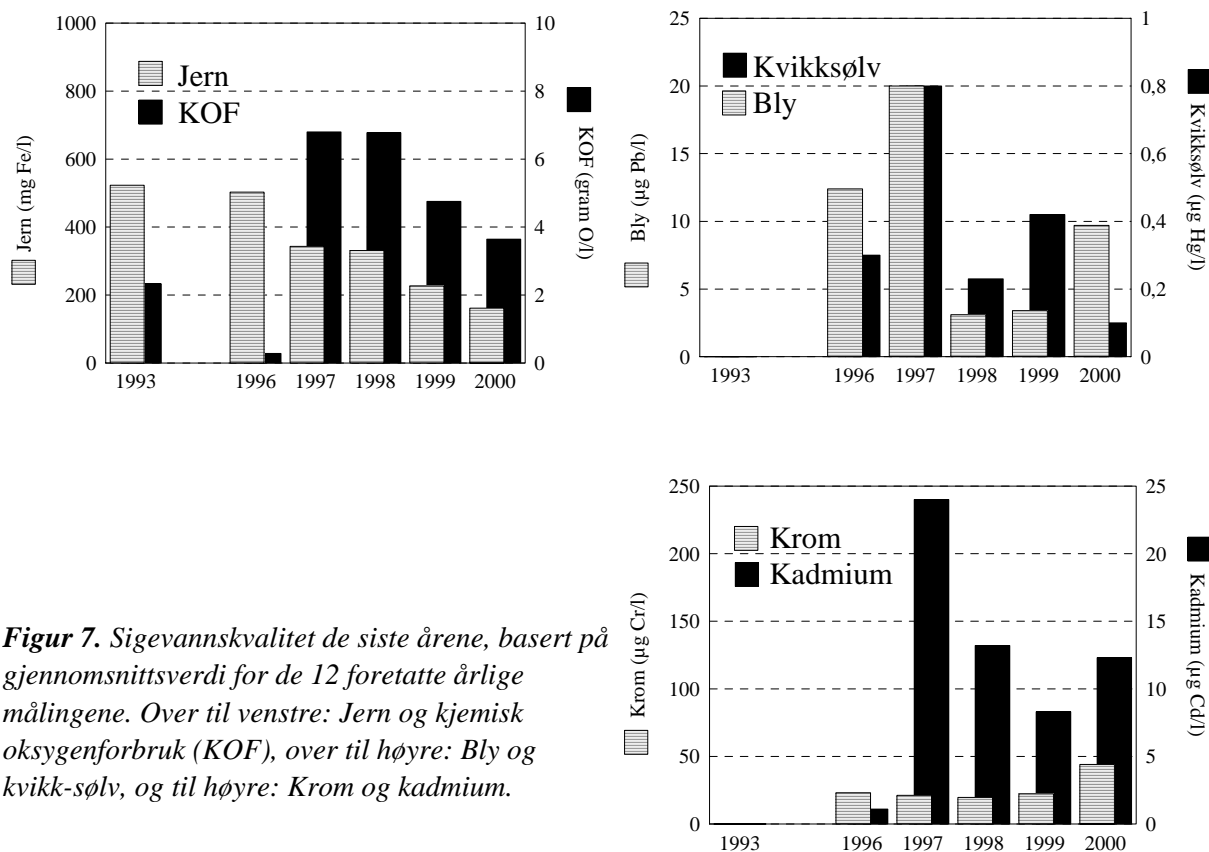 1000
800
600
400
200
0
10
8
6
4
2
0
Jern
KOF
Jern (mg Fe/l)
KOF (gram O/l)
1993 1996 1997 1998 1999 2000
25
20
15
10
5
0
1
0,8
0,6
0,4
0,2
0
Kvikksølv
Bly
Bly (µg Pb/l)
Kvikksølv (µg Hg/l)
1993 1996 1997 1998 1999 2000
250
200
150
100
50
0
25
20
15
10
5
0
Krom
Kadmium
Krom (µg Cr/l)
Kadmium (µg Cd/l)
1993 1996 1997 1998 1999 2000
Figur 7. Sigevannskvalitet de siste årene, basert på
gjennomsnittsverdi for de 12 foretatte årlige
målingene. Over til venstre: Jern og kjemisk
oksygenforbruk (KOF), over til høyre: Bly og
kvikk-sølv, og til høyre: Krom og kadmium.